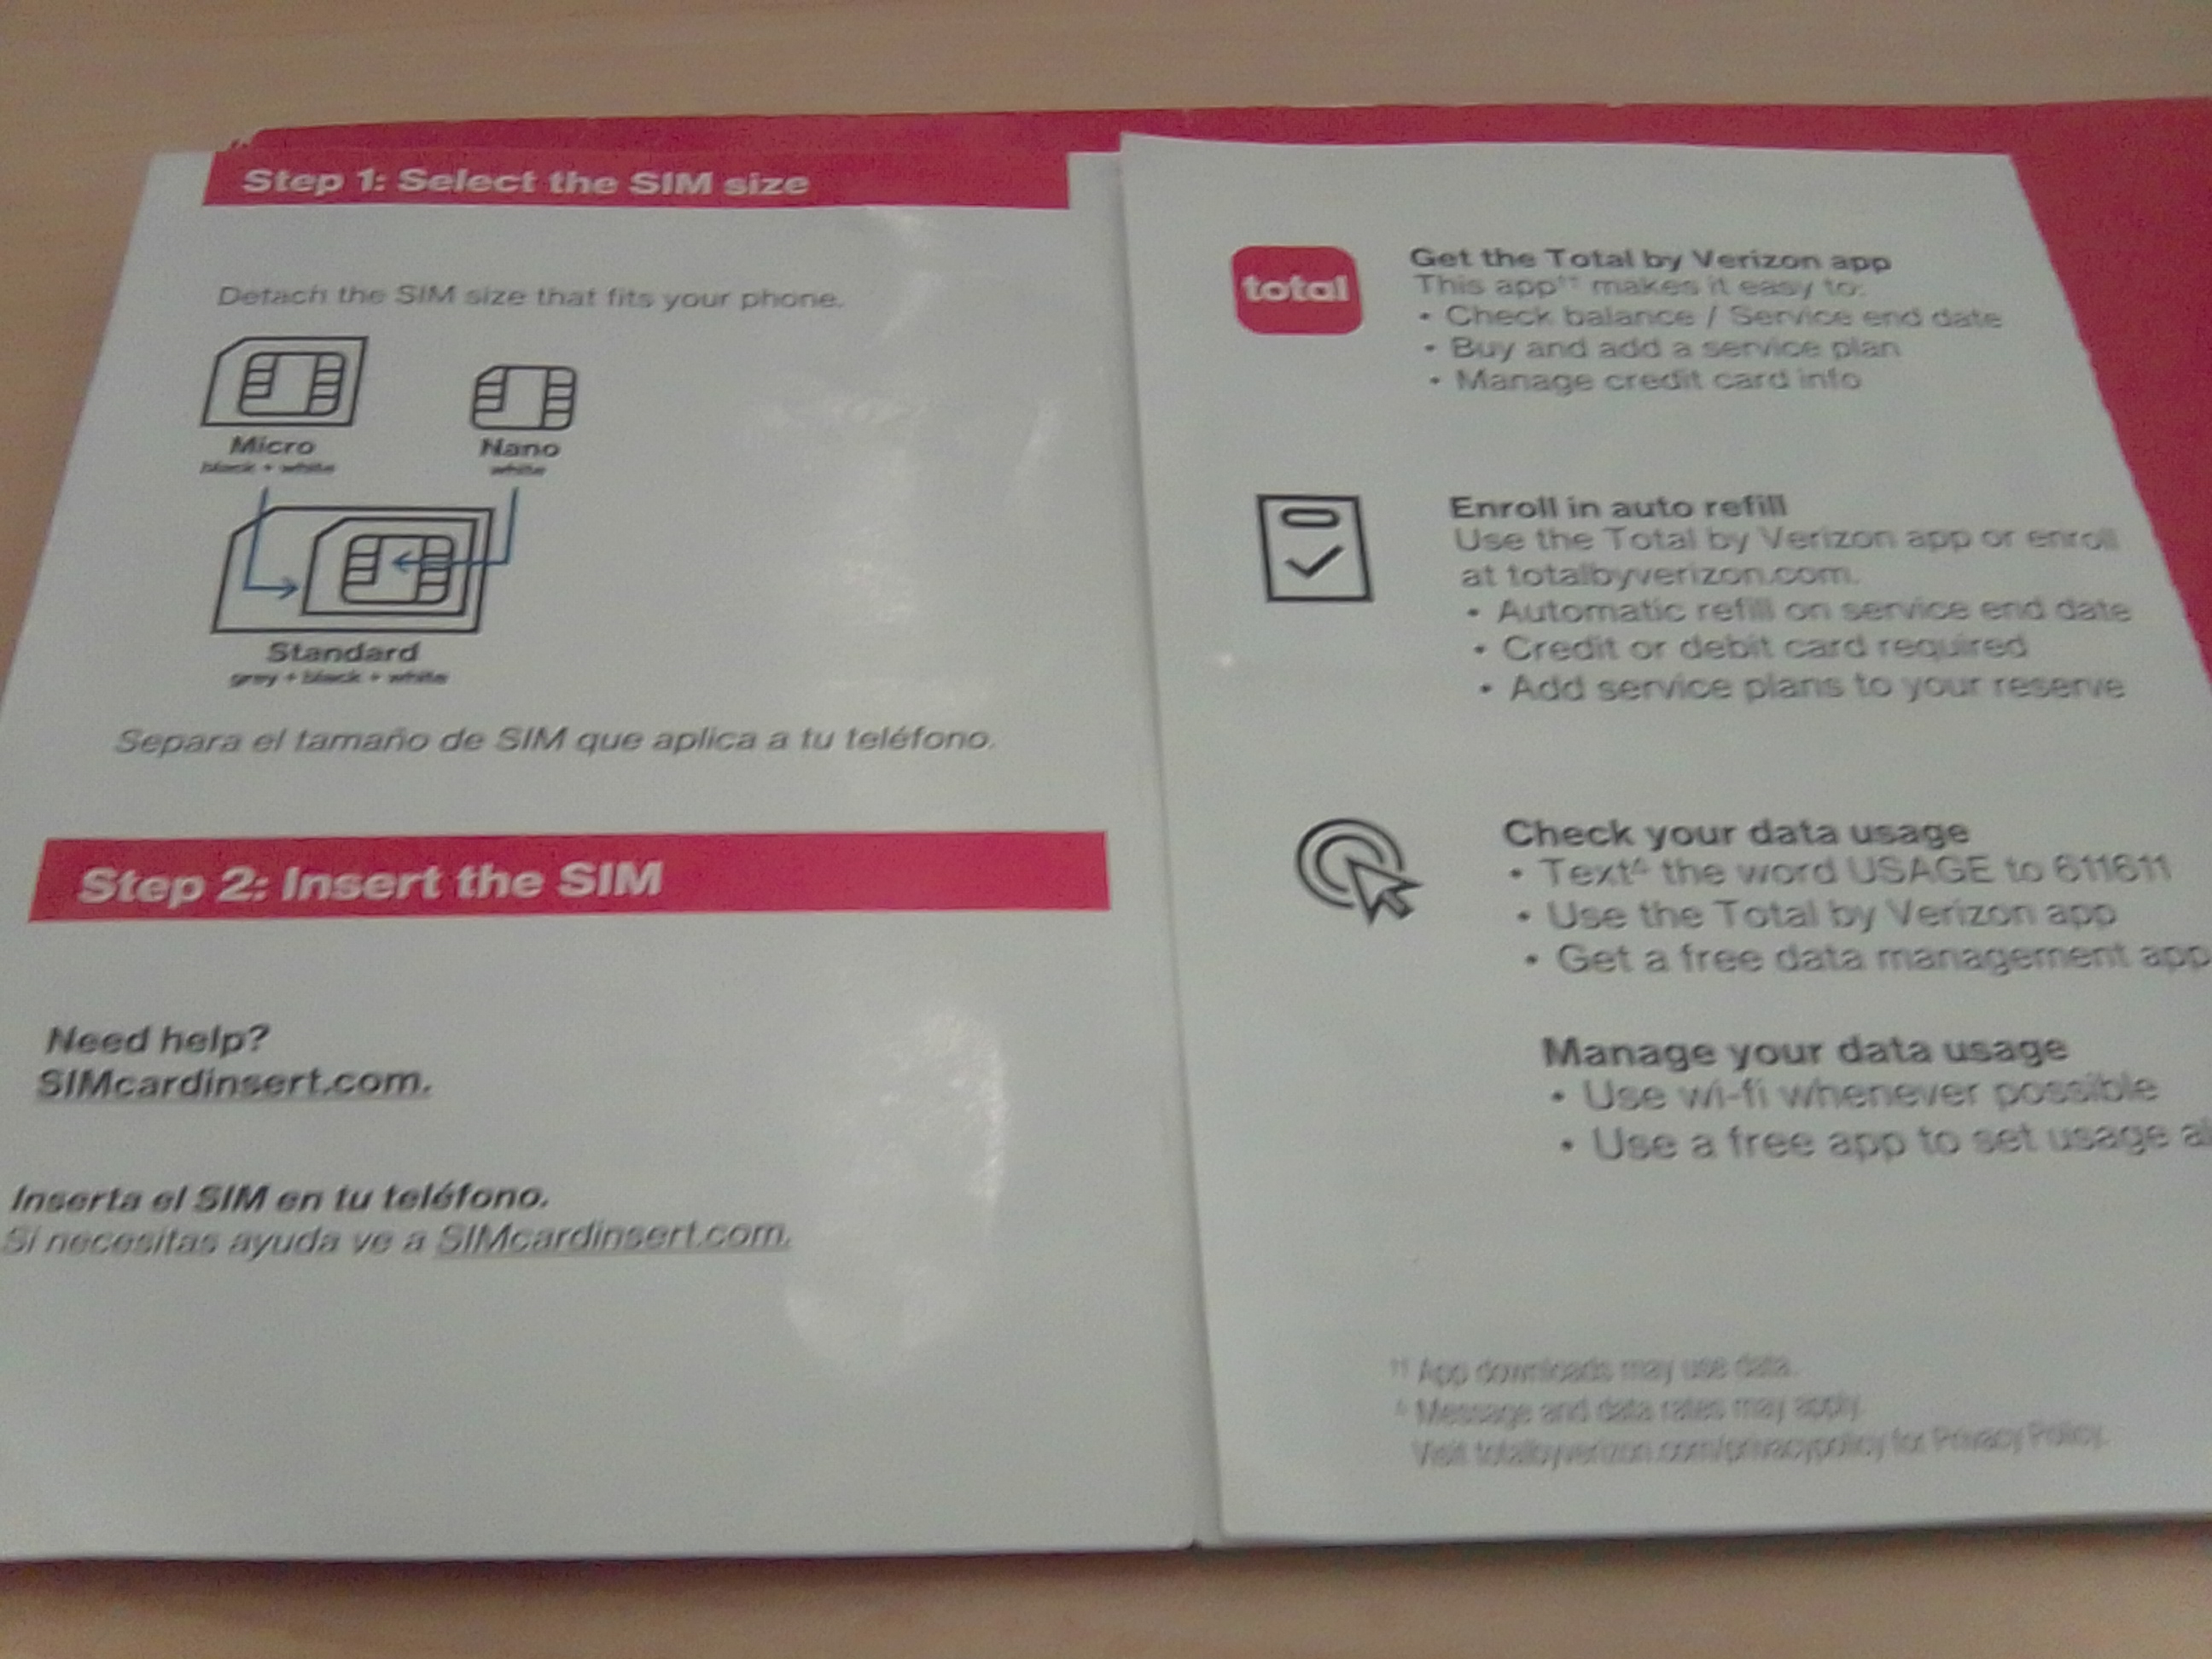 Step 1: Select the SIM size
Detach the SIM size that fits your phone.
Micro
black + white
Nano
white
Standard
grey + black + white
Separa el tamaño de SIM que aplica a tu teléfono.
Step 2: Insert the SIM
Need help?
SIMcardinsert.com.
Inserta el SIM en tu teléfono.
Si necesitas ayuda ve a SIMcardinsert.com.
total
Get the Total by Verizon app
This app†† makes it easy to:
• Check balance / Service end date
• Buy and add a service plan
• Manage credit card info
Enroll in auto refill
Use the Total by Verizon app or enroll
at totalbyverizon.com.
• Automatic refill on service end date
• Credit or debit card required
• Add service plans to your reserve
Check your data usage
• Text the word USAGE to 611611
• Use the Total by Verizon app
• Get a free data management app
Manage your data usage
• Use wi-fi whenever possible
• Use a free app to set usage
†† App downloads may use data.
Message and data rates may apply.
Visit totalbyverizon.com/privacypolicy for Privacy Policy.